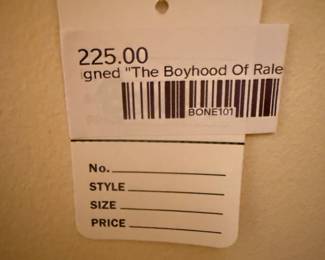 225.00
igned "The Boyhood Of Rale
BONE101
No.
STYLE
SIZE
PRICE